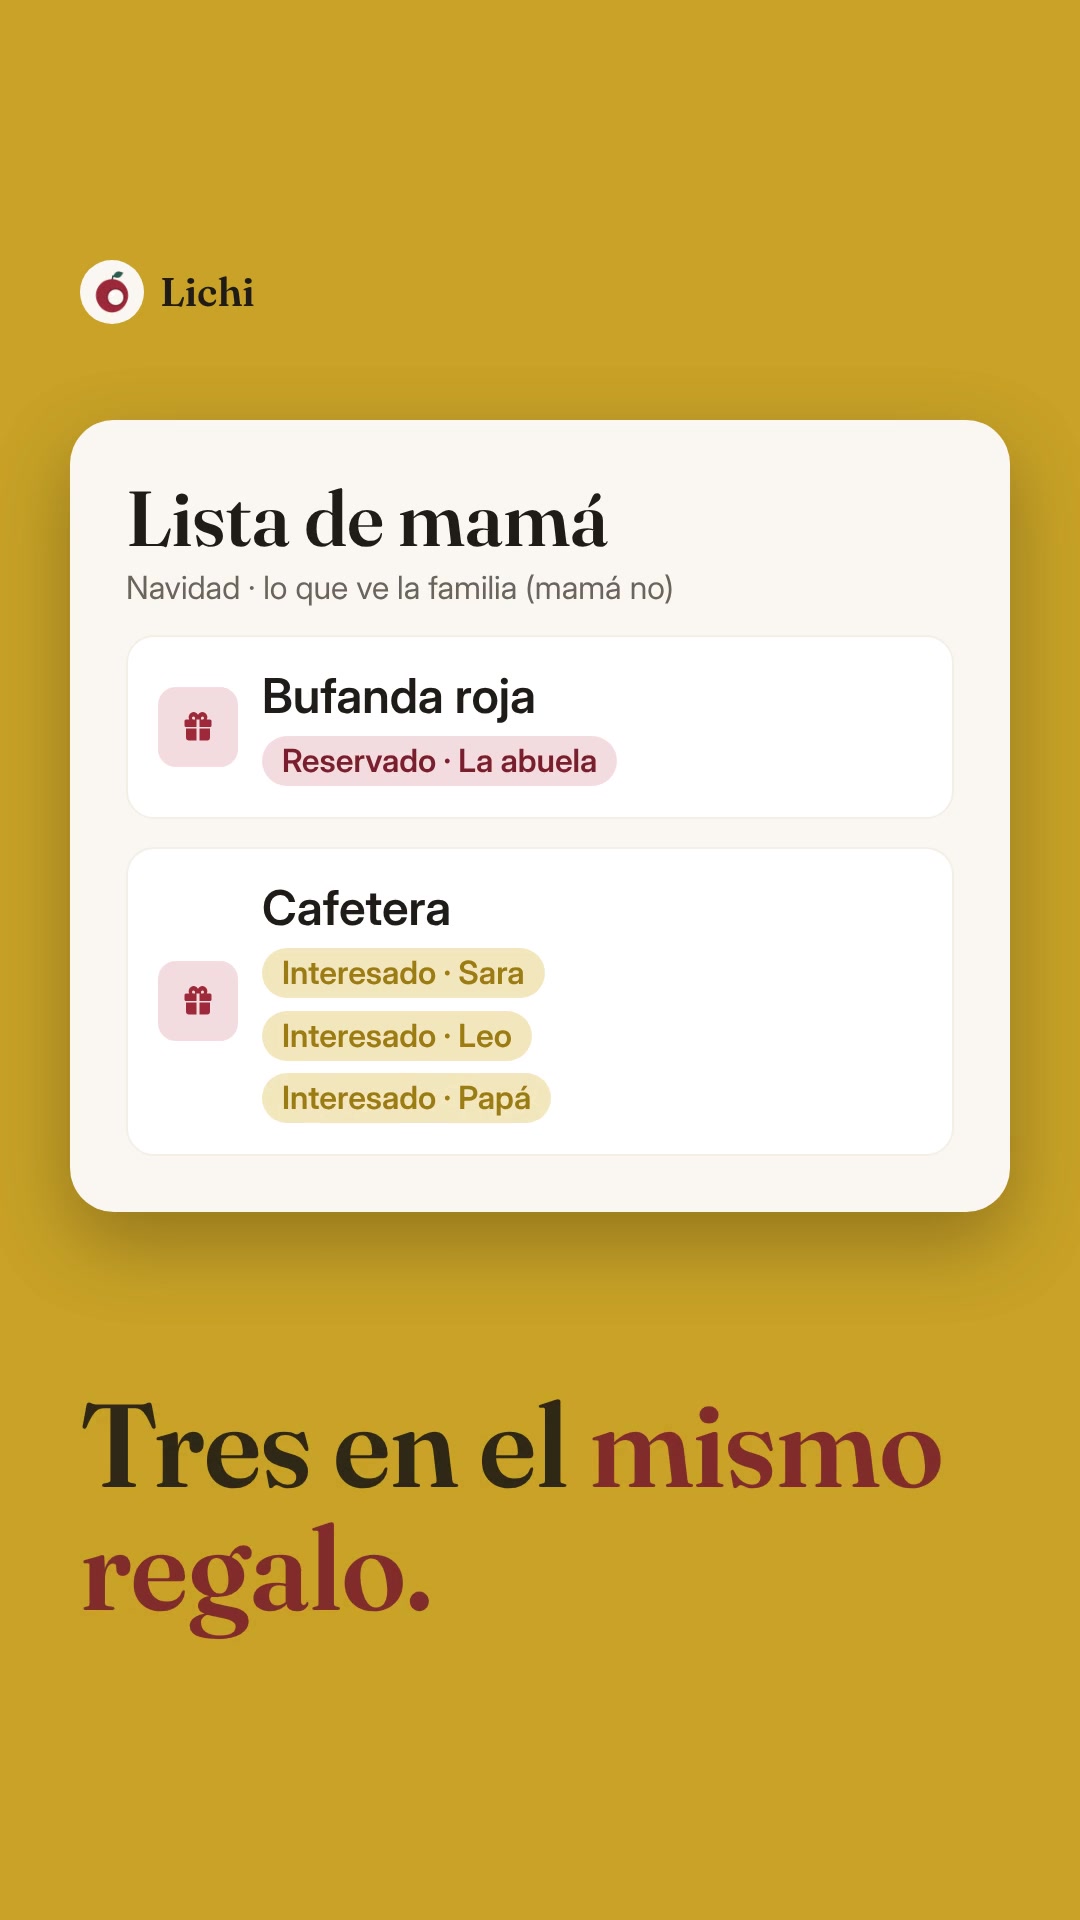 Lichi
Lista de mamá
Navidad · lo que ve la familia (mamá no)
Bufanda roja
Reservado · La abuela
Cafetera
Interesado · Sara
Interesado · Leo
Interesado · Papá
Tres en el mismo
regalo.